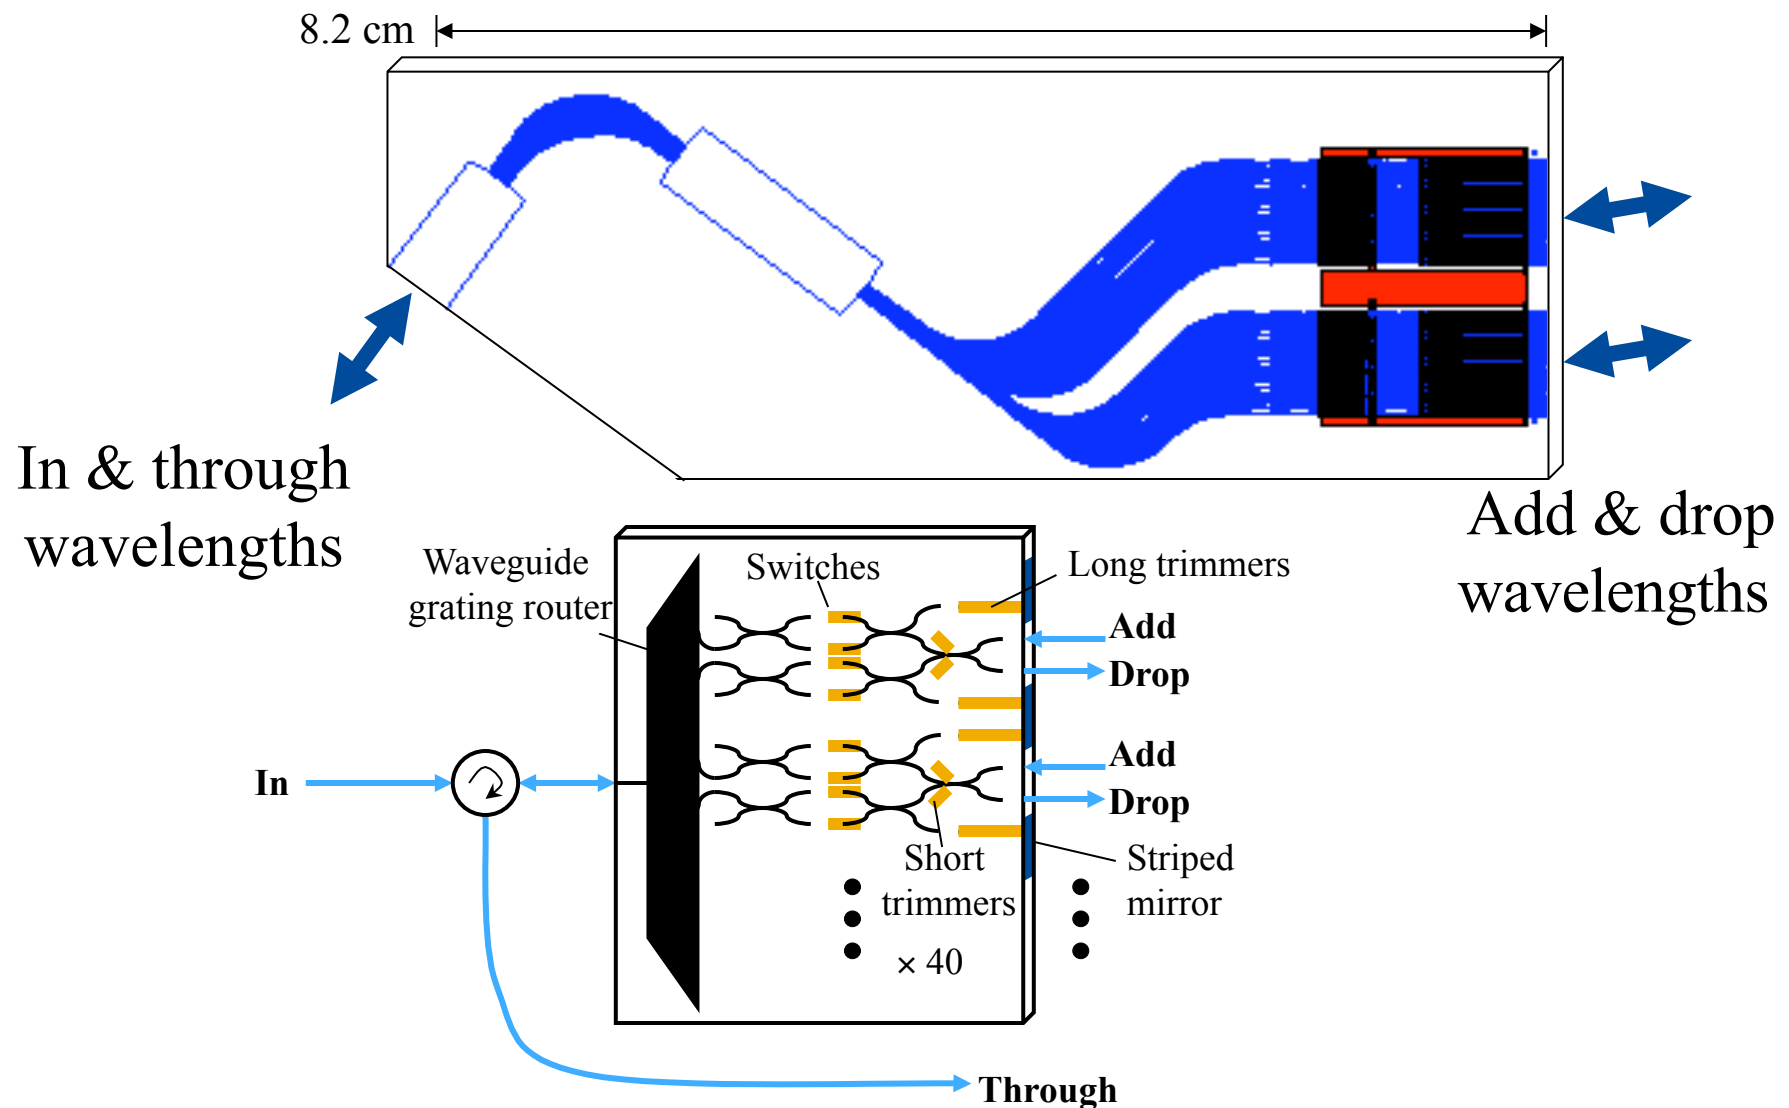 8.2 cm
In & through
wavelengths
Add & drop
wavelengths
Waveguide
grating router
Switches
Long trimmers
Add
Drop
In
Add
Drop
Short
trimmers
Striped
mirror
× 40
Through